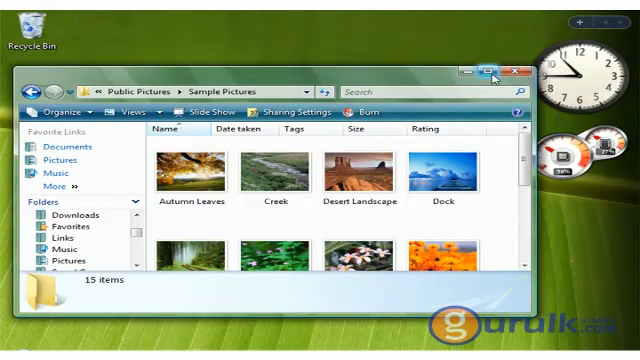 Recycle Bin
Public Pictures
Sample Pictures
Search
Organize
Views
Slide Show
Sharing Settings
Burn
Favorite Links
Documents
Pictures
Music
More
Folders
Downloads
Favorites
Links
Music
Pictures
Name
Date taken
Tags
Size
Rating
Autumn Leaves
Creek
Desert Landscape
Dock
15 items
gurulk